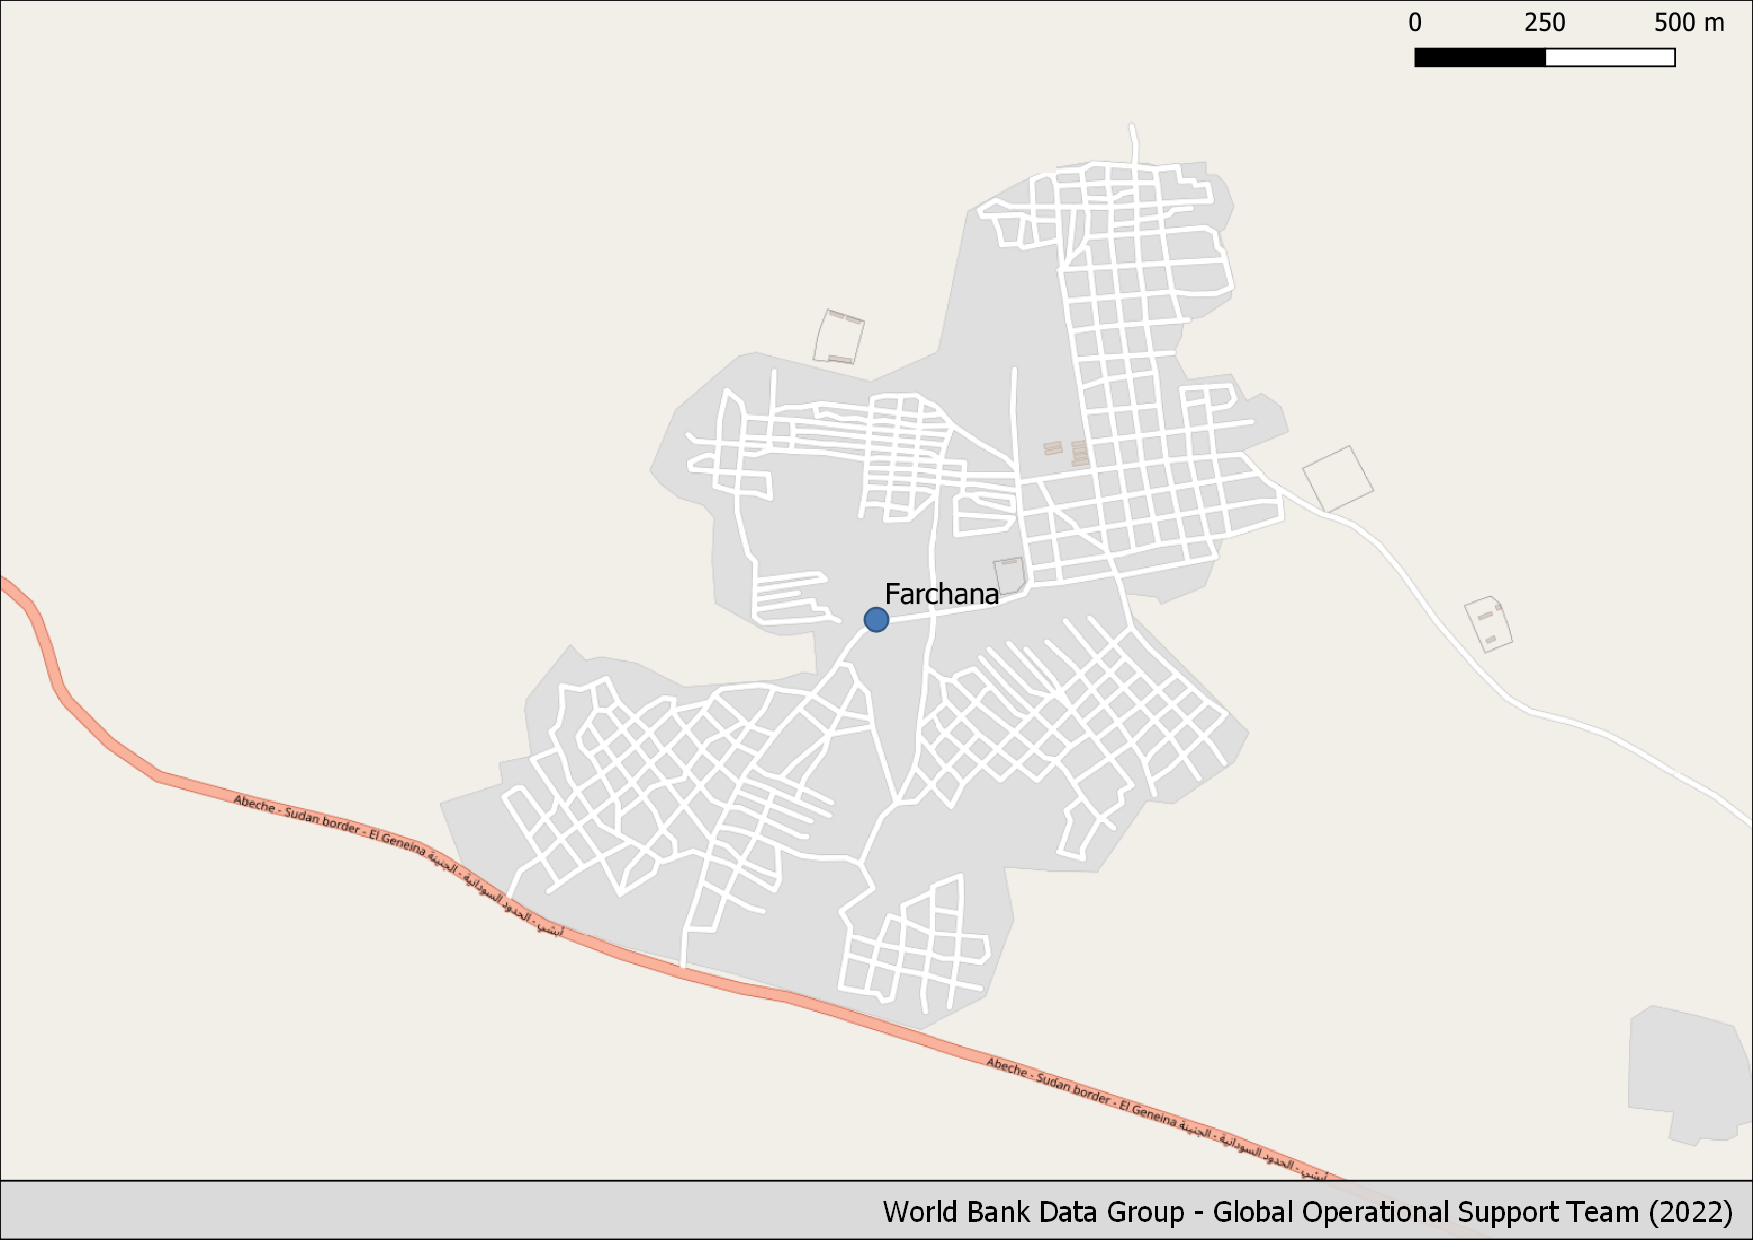 0 250 500 m
Farchana
Abeche - Sudan border - El Geneina أبشي - الحدود السودانية - الجنينة
Abeche - Sudan border - El Geneina أبشي - الحدود السودانية - الجنينة
World Bank Data Group - Global Operational Support Team (2022)